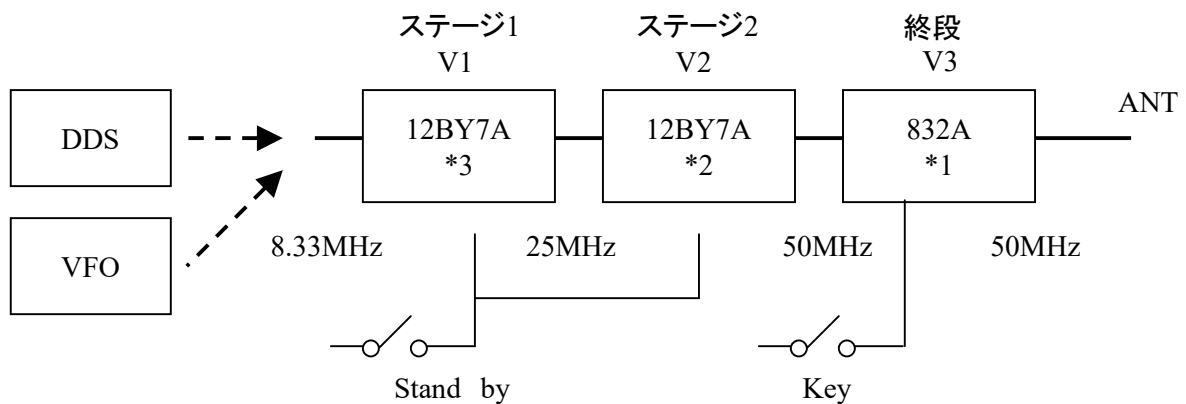 ステージ1 ステージ2 終段
V1 V2 V3
ANT
DDS 12BY7A 12BY7A 832A
*3 *2 *1
VFO 8.33MHz 25MHz 50MHz 50MHz
Stand by Key